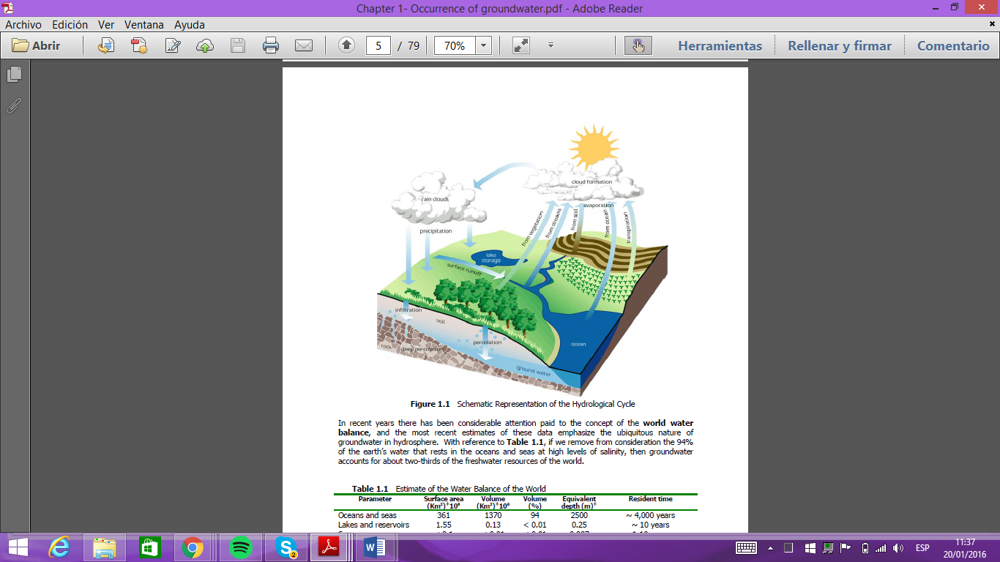 Chapter 1- Occurrence of groundwater.pdf - Adobe Reader
Archivo Edición Ver Ventana Ayuda
Abrir 5 / 79 70% Herramientas Rellenar y firmar Comentario
cloud formation
rain clouds
evaporation
precipitation
from vegetation
from streams
from soil
from ocean
transpiration
lake
storage
surface runoff
infiltration
soil
percolation
rock
deep percolation
ocean
ground water
Figure 1.1 Schematic Representation of the Hydrological Cycle
In recent years there has been considerable attention paid to the concept of the world water
balance, and the most recent estimates of these data emphasize the ubiquitous nature of
groundwater in hydrosphere. With reference to Table 1.1, if we remove from consideration the 94%
of the earth's water that rests in the oceans and seas at high levels of salinity, then groundwater
accounts for about two-thirds of the freshwater resources of the world.
Table 1.1 Estimate of the Water Balance of the World
Parameter Surface area Volume Volume Equivalent Resident time
(Km²)*10⁶ (Km³)*10⁶ (%) depth (m)*
Oceans and seas 361 1370 94 2500 ~ 4,000 years
Lakes and reservoirs 1.55 0.13 < 0.01 0.25 ~ 10 years
2
ESP
11:37
20/01/2016